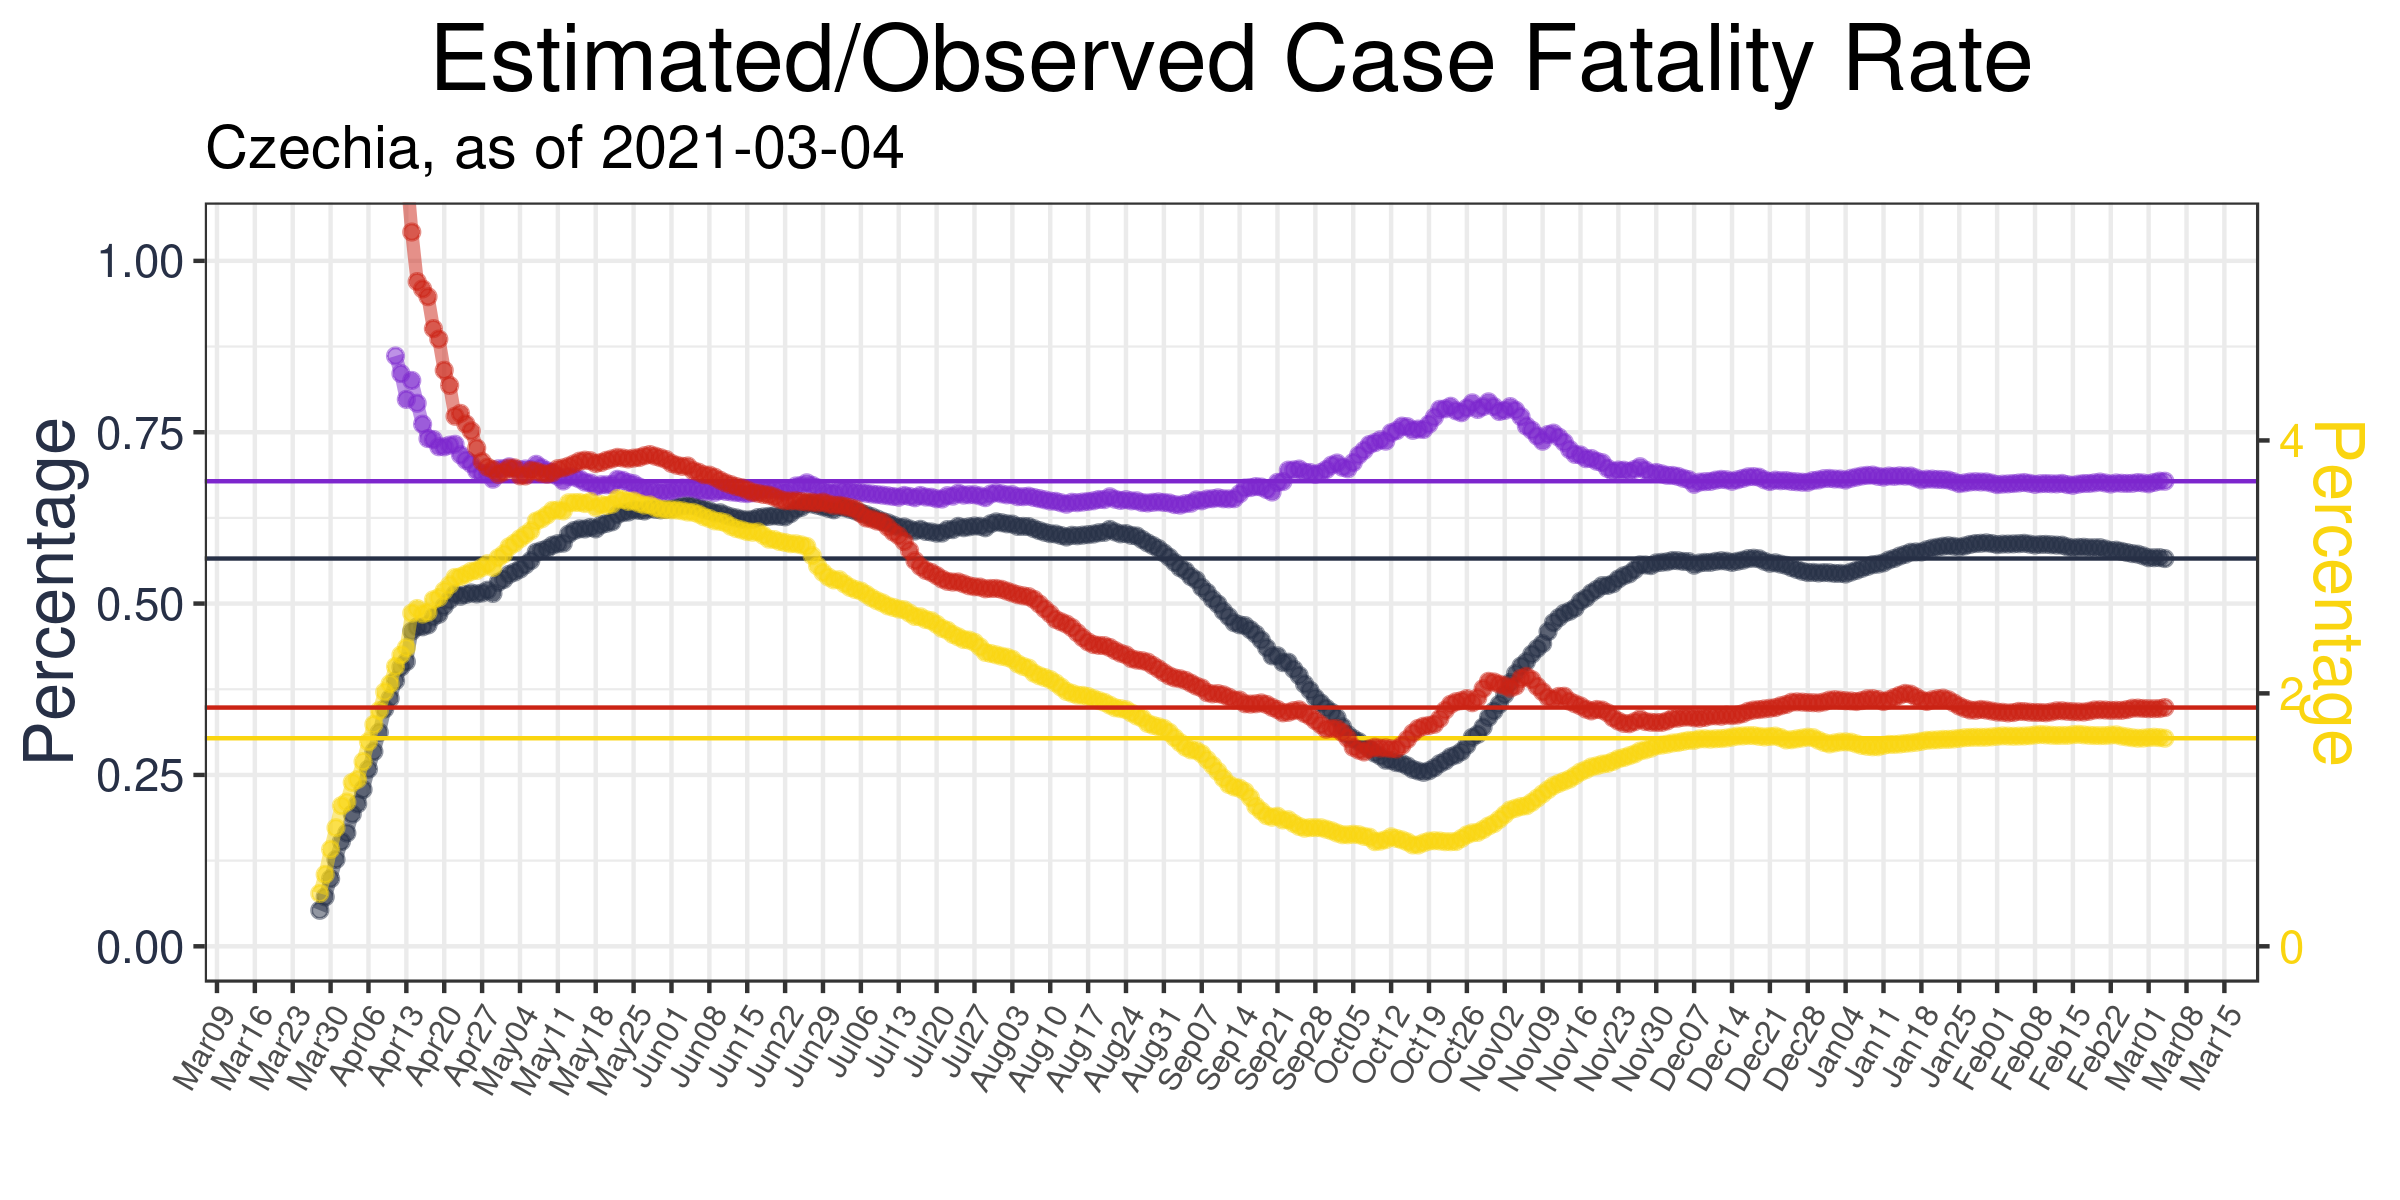 Estimated/Observed Case Fatality Rate
Czechia, as of 2021-03-04
Percentage
1.00
0.75
0.50
0.25
0.00
Percentage
4
2
0
Mar09
Mar16
Mar23
Mar30
Apr06
Apr13
Apr20
Apr27
May04
May11
May18
May25
Jun01
Jun08
Jun15
Jun22
Jun29
Jul06
Jul13
Jul20
Jul27
Aug03
Aug10
Aug17
Aug24
Aug31
Sep07
Sep14
Sep21
Sep28
Oct05
Oct12
Oct19
Oct26
Nov02
Nov09
Nov16
Nov23
Nov30
Dec07
Dec14
Dec21
Dec28
Jan04
Jan11
Jan18
Jan25
Feb01
Feb08
Feb15
Feb22
Mar01
Mar08
Mar15